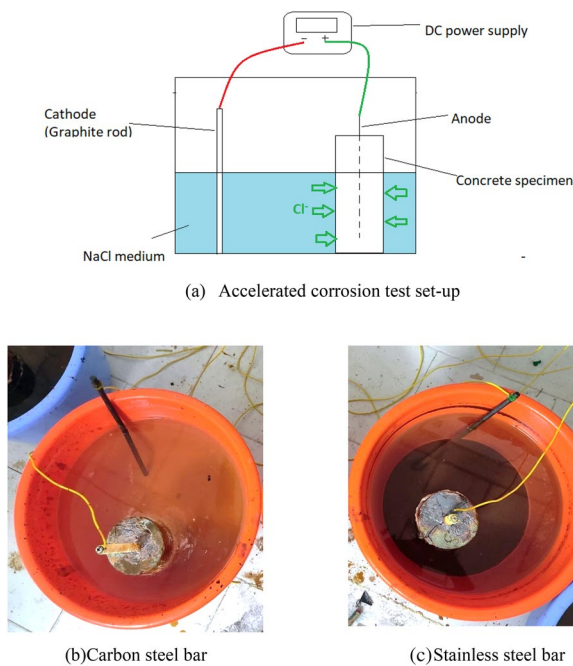 DC power supply
− +
Cathode
(Graphite rod)
Anode
Concrete specimen
Cl-
NaCl medium
-
(a) Accelerated corrosion test set-up
(b)Carbon steel bar
(c)Stainless steel bar